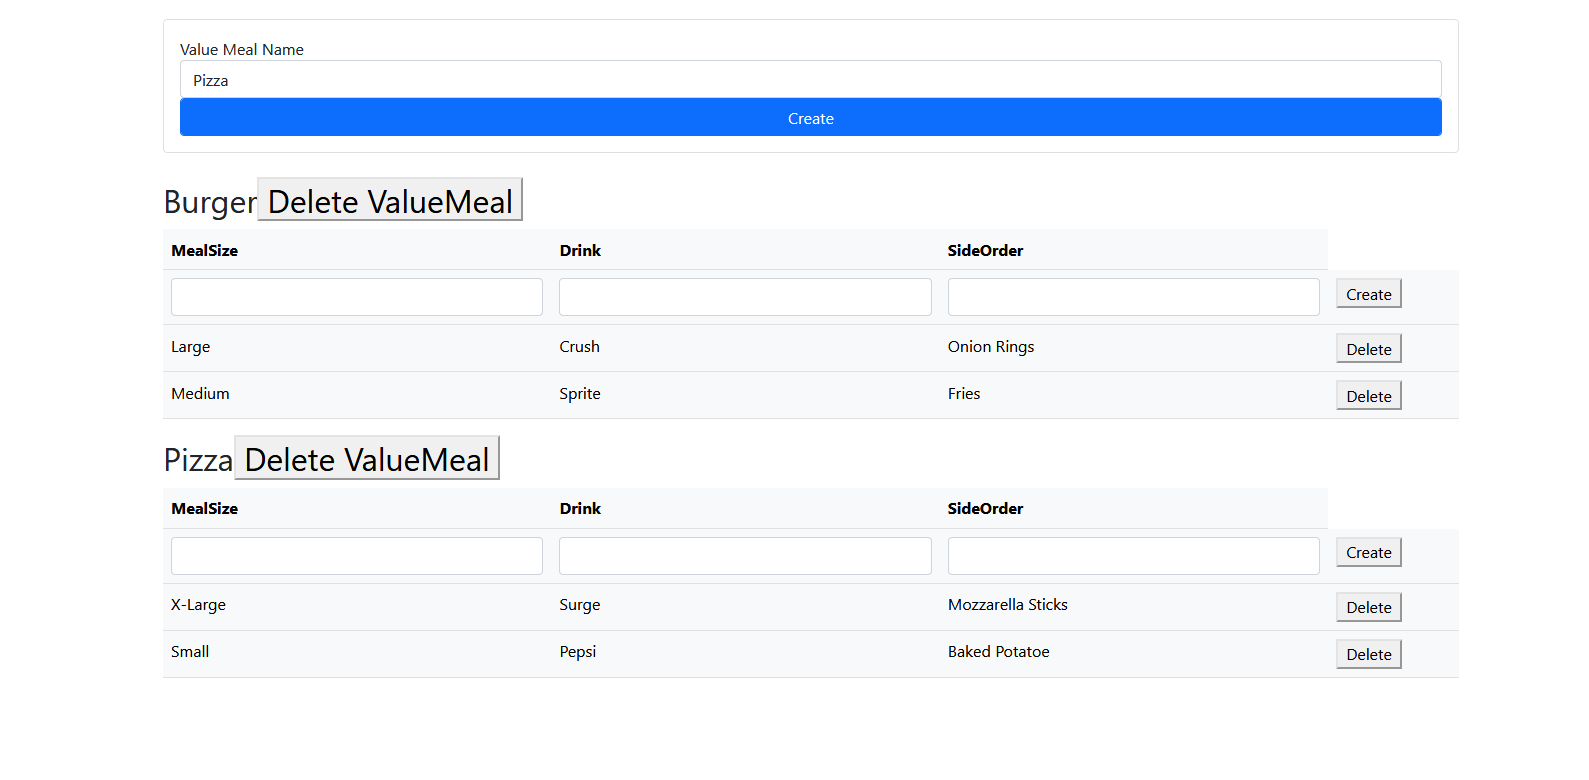 Value Meal Name
Pizza
Create
Burger Delete ValueMeal
MealSize Drink SideOrder
Create
Large Crush Onion Rings Delete
Medium Sprite Fries Delete
Pizza Delete ValueMeal
MealSize Drink SideOrder
Create
X-Large Surge Mozzarella Sticks Delete
Small Pepsi Baked Potatoe Delete